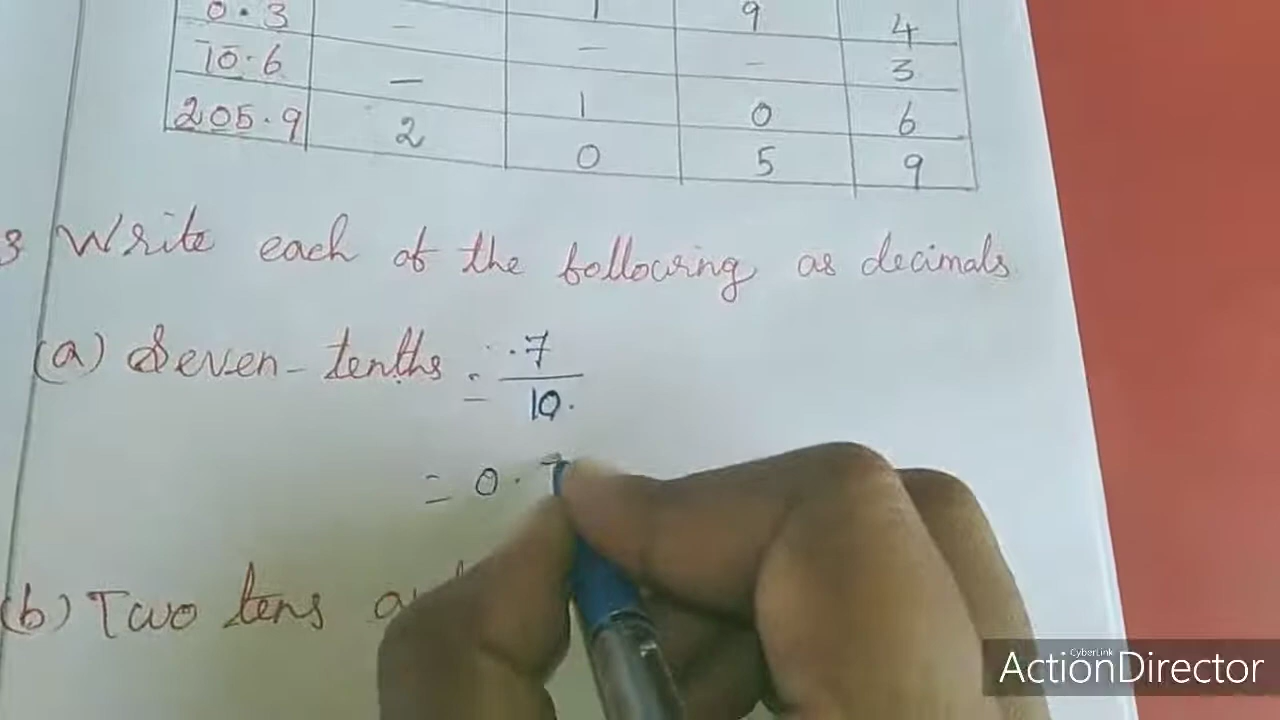 0.3 - 1 9 4
10.6 - - - 3
205.9 2 1 0 6
0 5 9
3 Write each of the following as decimals
(a) Seven-tenths = 7/10
= 0.7
(b) Two tens
CyberLink
ActionDirector